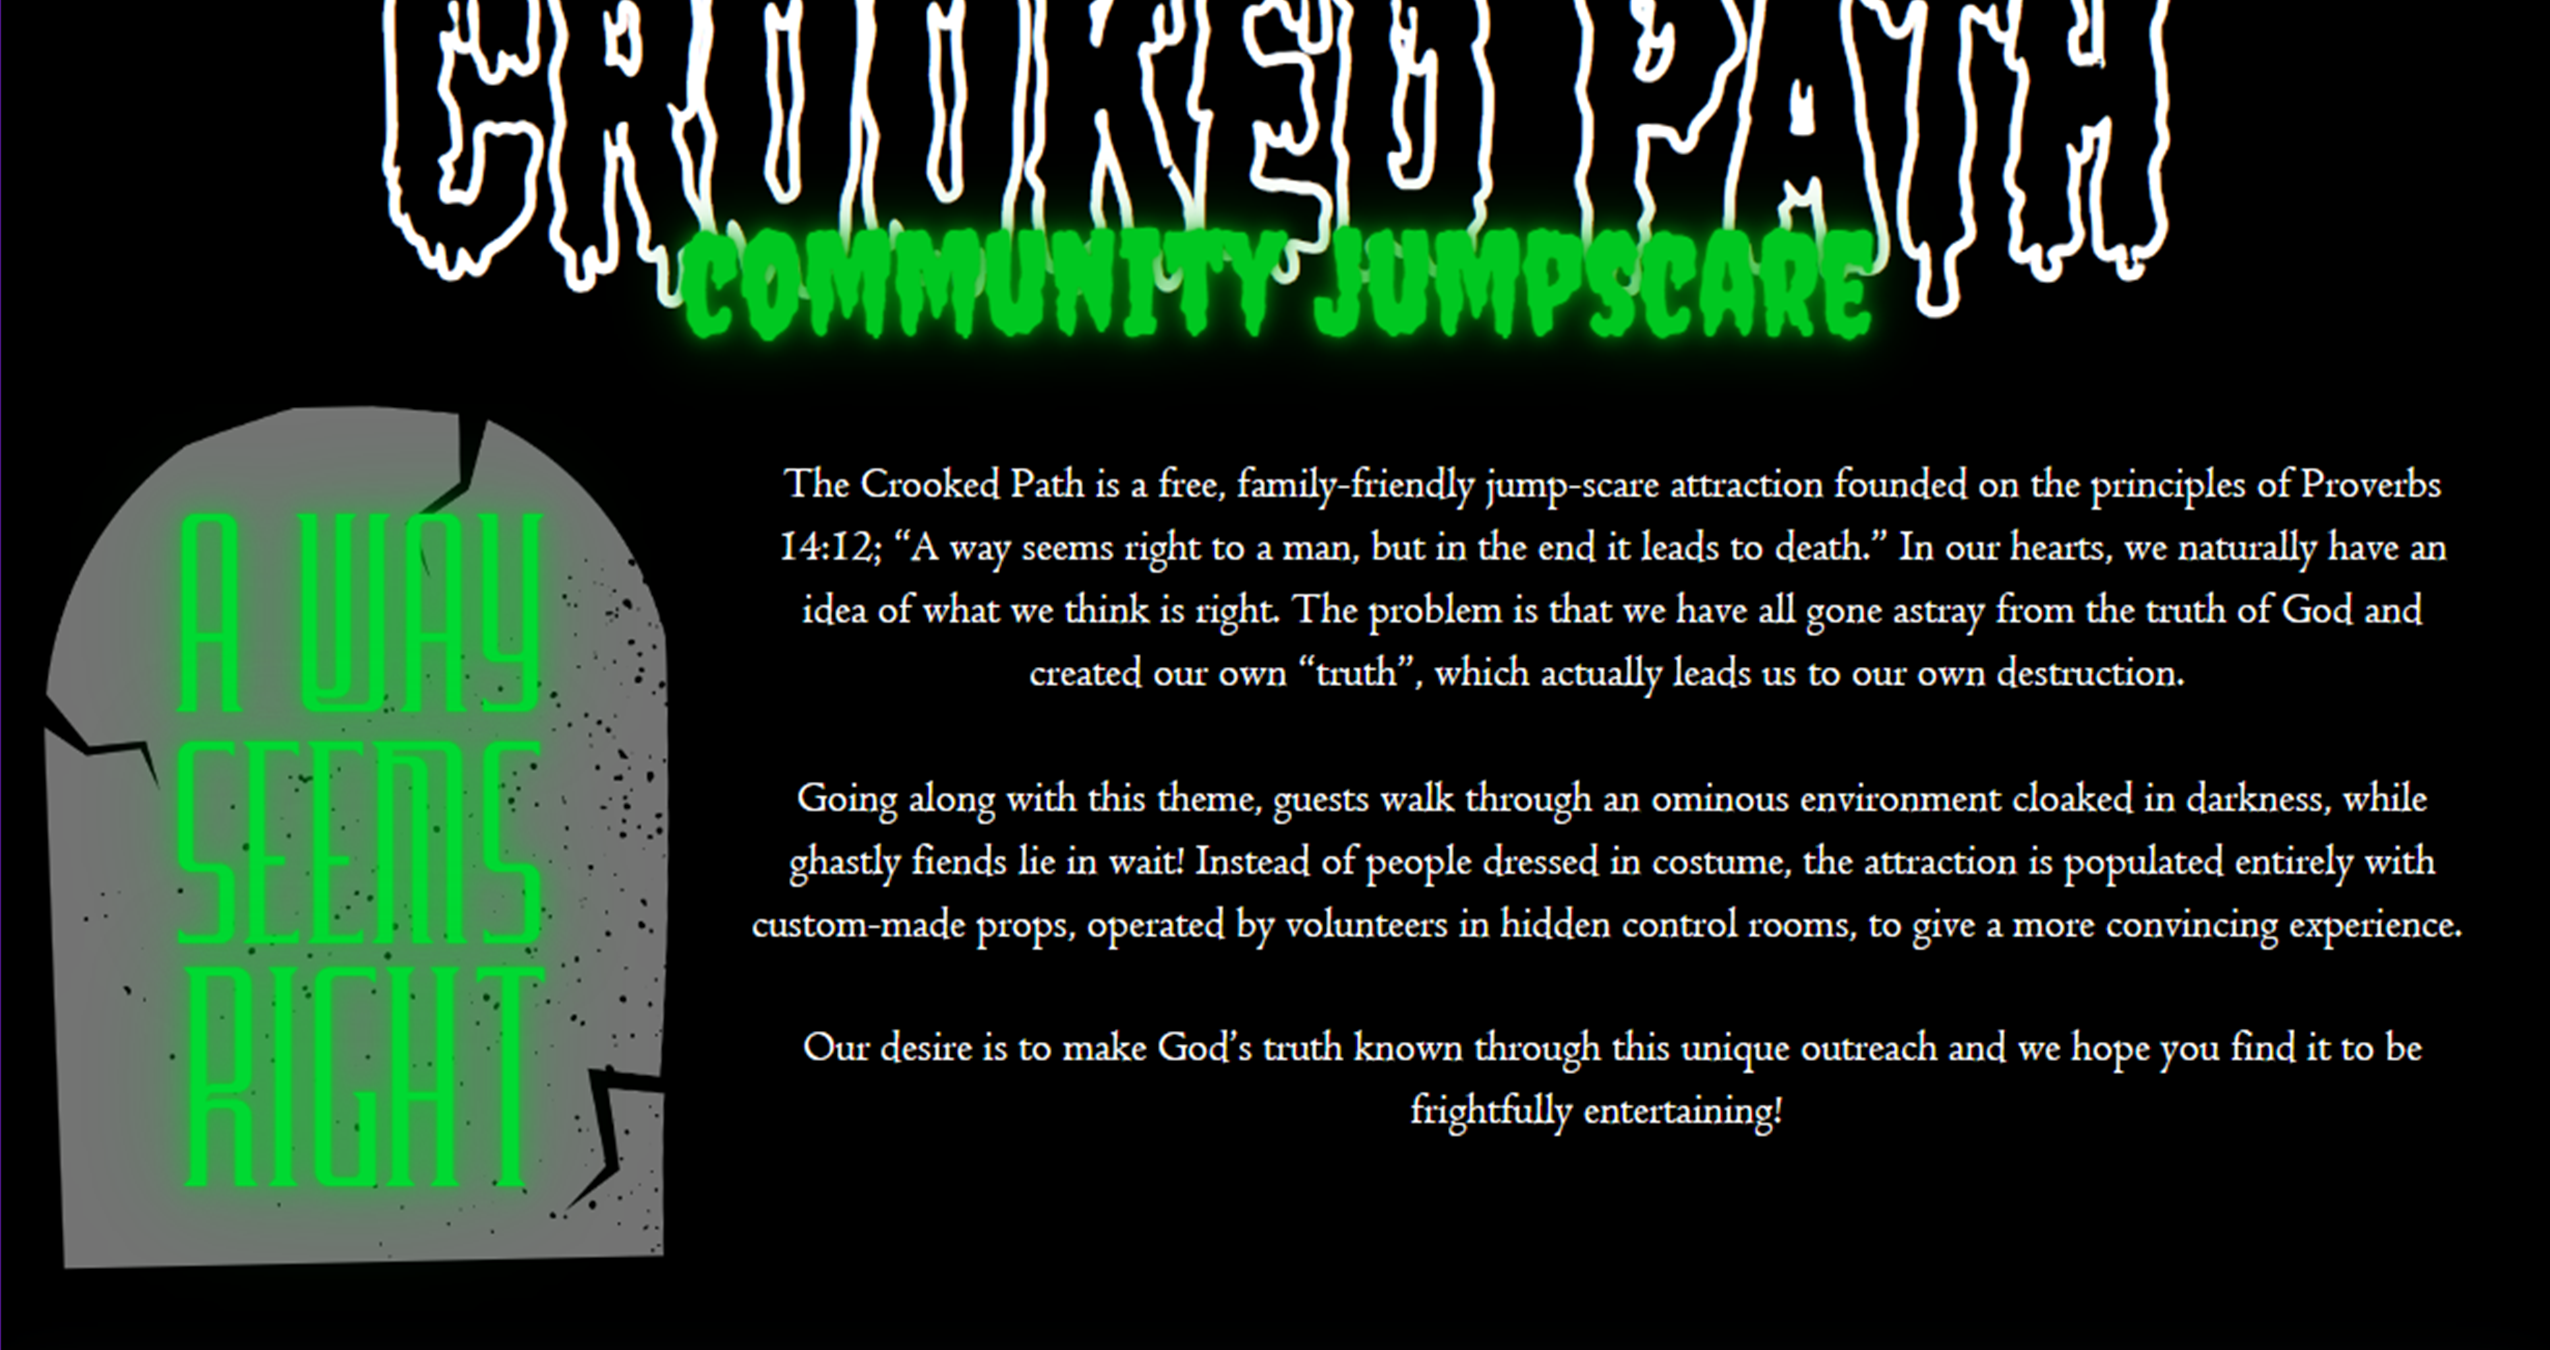 CROOKED PATH
COMMUNITY JUMPSCARE
A WAY
SEEMS
RIGHT
The Crooked Path is a free, family-friendly jump-scare attraction founded on the principles of Proverbs
14:12; “A way seems right to a man, but in the end it leads to death.” In our hearts, we naturally have an
idea of what we think is right. The problem is that we have all gone astray from the truth of God and
created our own “truth”, which actually leads us to our own destruction.
Going along with this theme, guests walk through an ominous environment cloaked in darkness, while
ghastly fiends lie in wait! Instead of people dressed in costume, the attraction is populated entirely with
custom-made props, operated by volunteers in hidden control rooms, to give a more convincing experience.
Our desire is to make God’s truth known through this unique outreach and we hope you find it to be
frightfully entertaining!